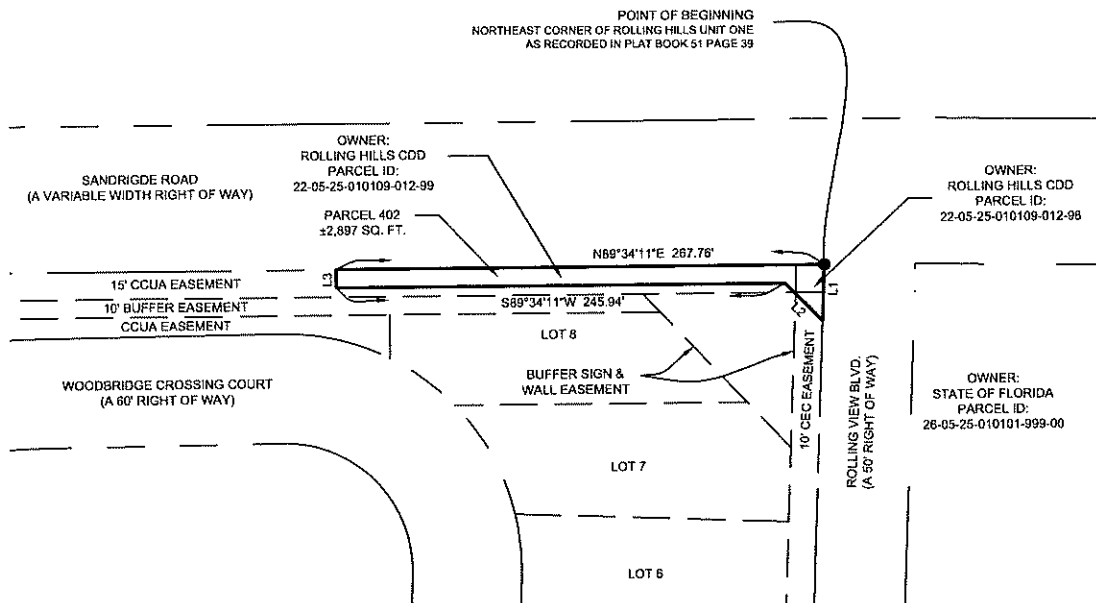 POINT OF BEGINNING
NORTHEAST CORNER OF ROLLING HILLS UNIT ONE
AS RECORDED IN PLAT BOOK 51 PAGE 39
OWNER:
ROLLING HILLS CDD
PARCEL ID:
22-05-25-010109-012-99
SANDRIGDE ROAD
(A VARIABLE WIDTH RIGHT OF WAY)
PARCEL 402
±2,897 SQ. FT.
OWNER:
ROLLING HILLS CDD
PARCEL ID:
22-05-25-010109-012-98
N89°34'11"E 267.76'
L3
15' CCUA EASEMENT
10' BUFFER EASEMENT
CCUA EASEMENT
S89°34'11"W 245.94'
L1
L2
LOT 8
WOODBRIDGE CROSSING COURT
(A 60' RIGHT OF WAY)
BUFFER SIGN &
WALL EASEMENT
10' CEC EASEMENT
ROLLING VIEW BLVD.
(A 50' RIGHT OF WAY)
OWNER:
STATE OF FLORIDA
PARCEL ID:
26-05-25-010101-999-00
LOT 7
LOT 6